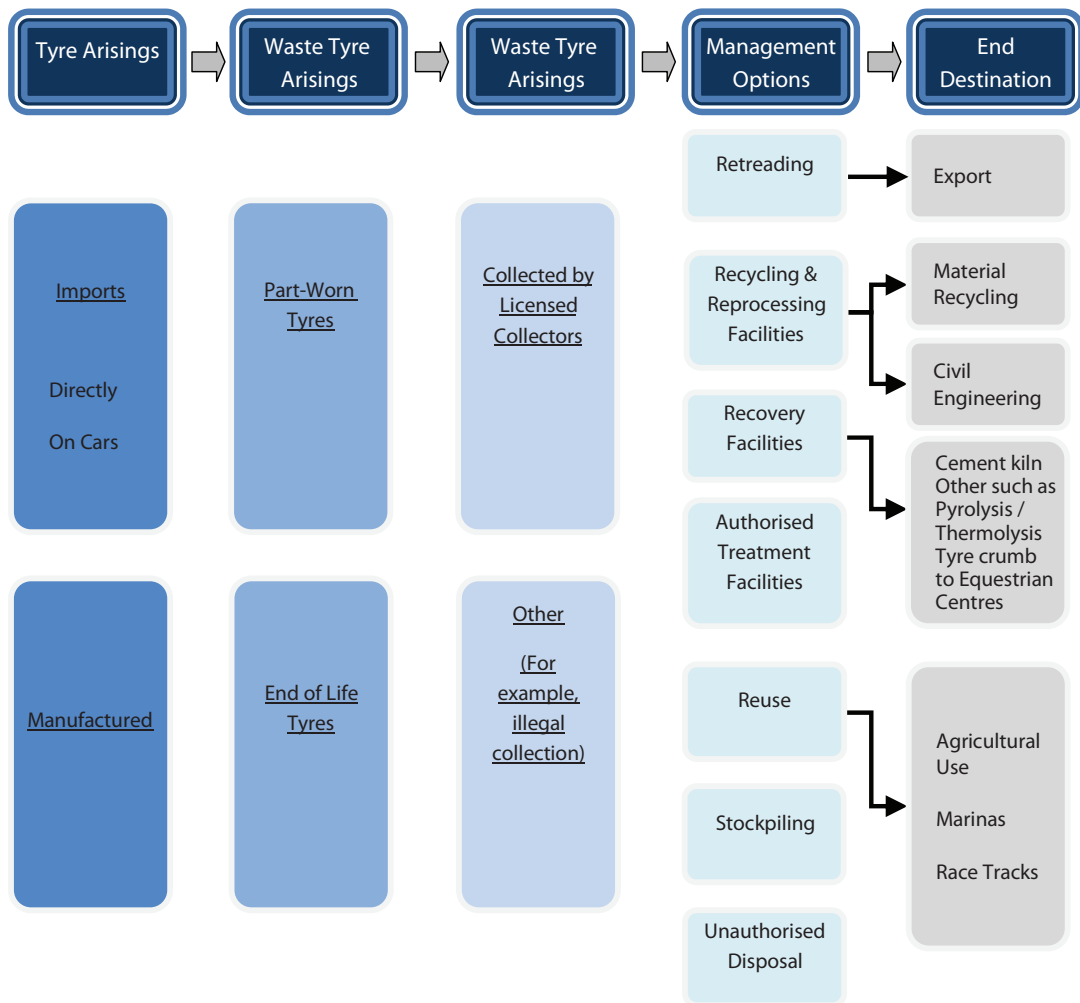 Tyre Arisings
Waste Tyre
Arisings
Waste Tyre
Arisings
Management
Options
End
Destination
Imports
Directly
On Cars
Manufactured
Part-Worn
Tyres
End of Life
Tyres
Collected by
Licensed
Collectors
Other
(For
example,
illegal
collection)
Retreading
Recycling &
Reprocessing
Facilities
Recovery
Facilities
Authorised
Treatment
Facilities
Reuse
Stockpiling
Unauthorised
Disposal
Export
Material
Recycling
Civil
Engineering
Cement kiln
Other such as
Pyrolysis /
Thermolysis
Tyre crumb
to Equestrian
Centres
Agricultural
Use
Marinas
Race Tracks